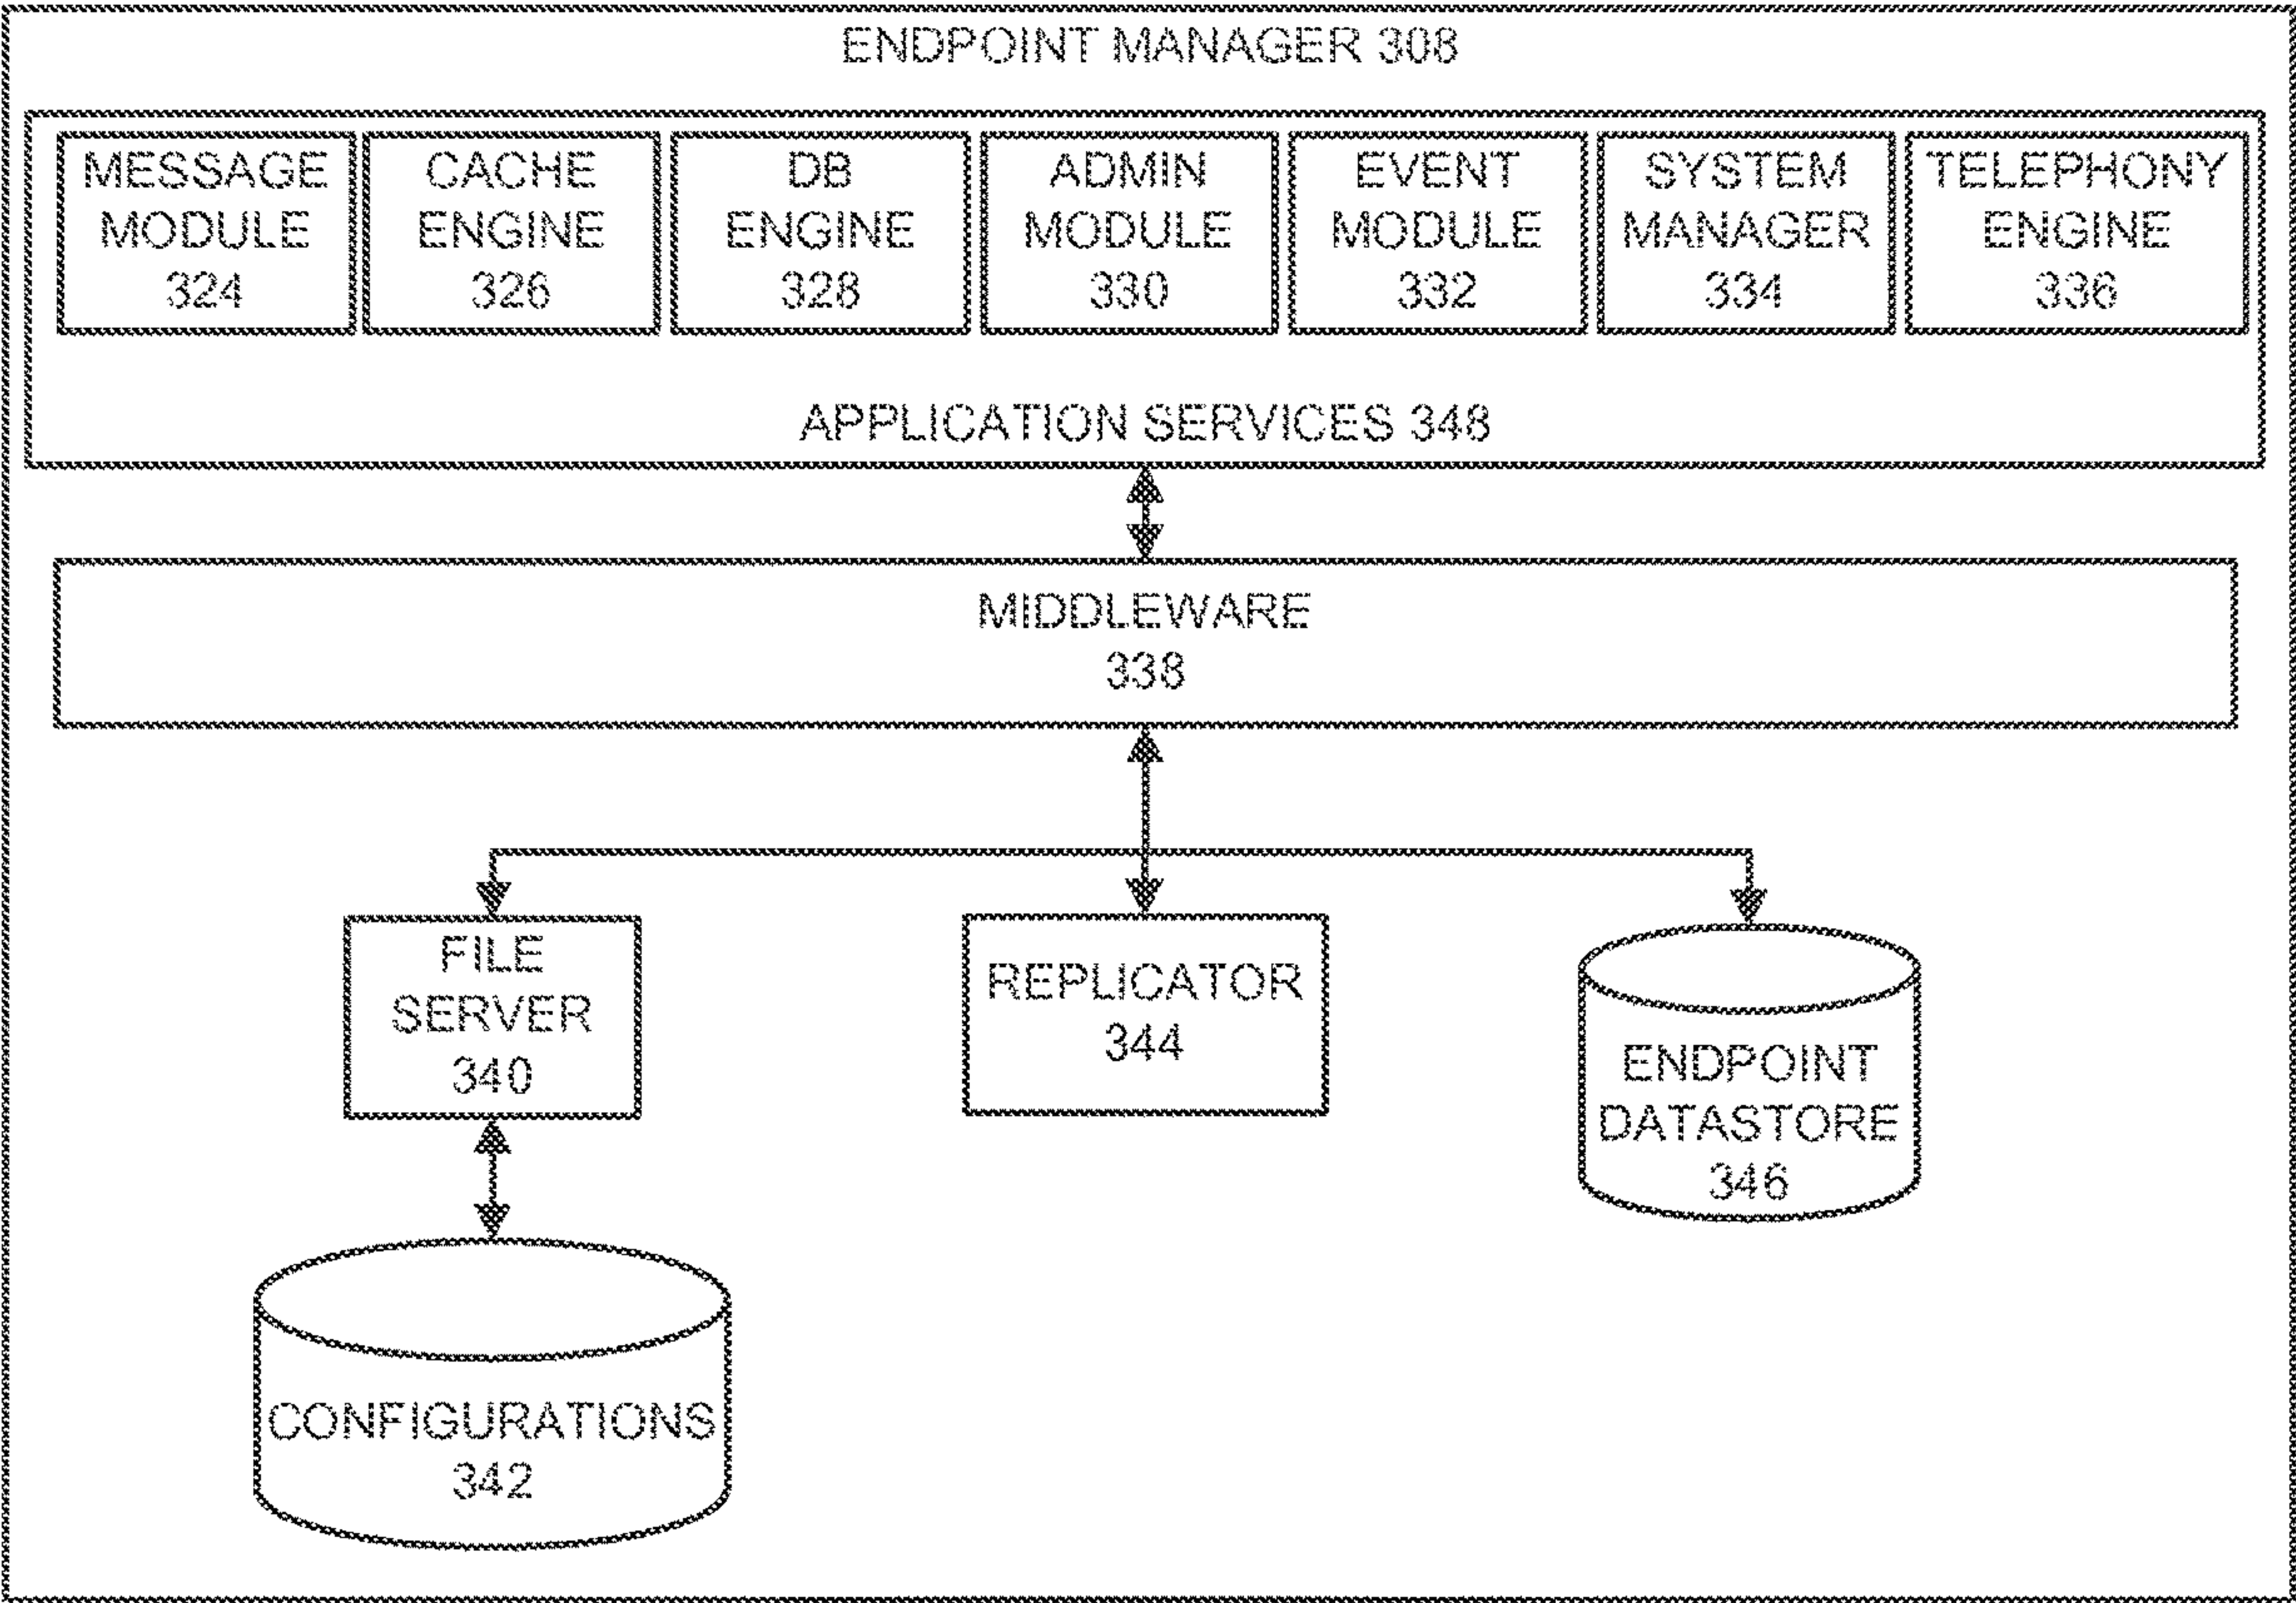 ENDPOINT MANAGER 308
MESSAGE
MODULE
324
CACHE
ENGINE
326
DB
ENGINE
328
ADMIN
MODULE
330
EVENT
MODULE
332
SYSTEM
MANAGER
334
TELEPHONY
ENGINE
336
APPLICATION SERVICES 348
MIDDLEWARE
338
FILE
SERVER
340
REPLICATOR
344
ENDPOINT
DATASTORE
346
CONFIGURATIONS
342